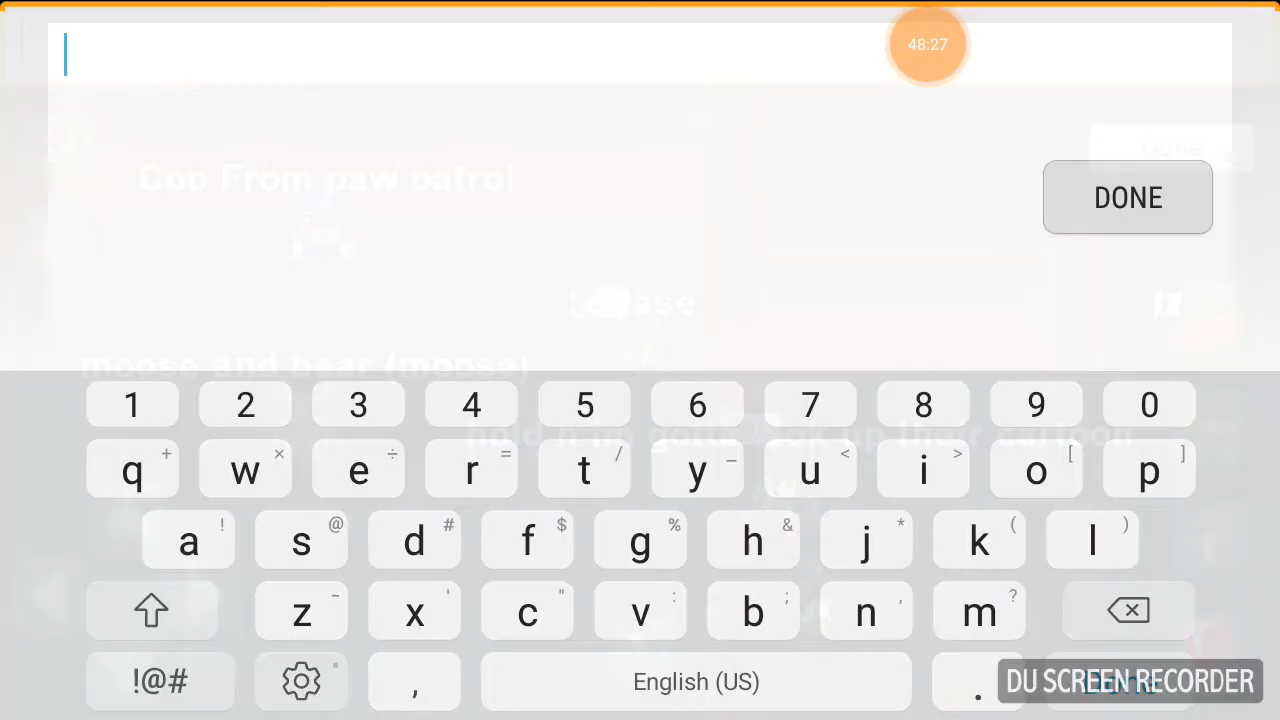 48:27
Cop From paw patrol
DONE
moose and bear (moose)
1 2 3 4 5 6 7 8 9 0
q + w × e ÷ r = t / y _ u < i > o [ p ]
a ! s @ d # f $ g % h & j * k ( l )
z - x ' c " v : b ; n , m ?
!@# , English (US) . Done
DU SCREEN RECORDER